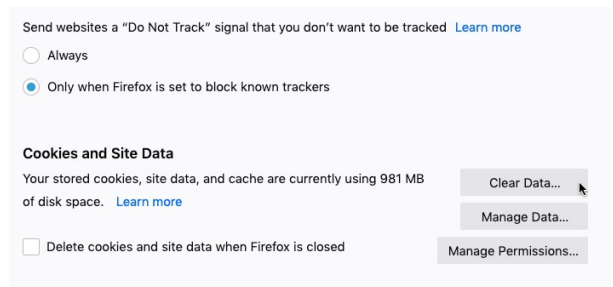 Send websites a “Do Not Track” signal that you don’t want to be tracked Learn more
Always
Only when Firefox is set to block known trackers
Cookies and Site Data
Your stored cookies, site data, and cache are currently using 981 MB
of disk space. Learn more
Clear Data...
Manage Data...
Delete cookies and site data when Firefox is closed
Manage Permissions...